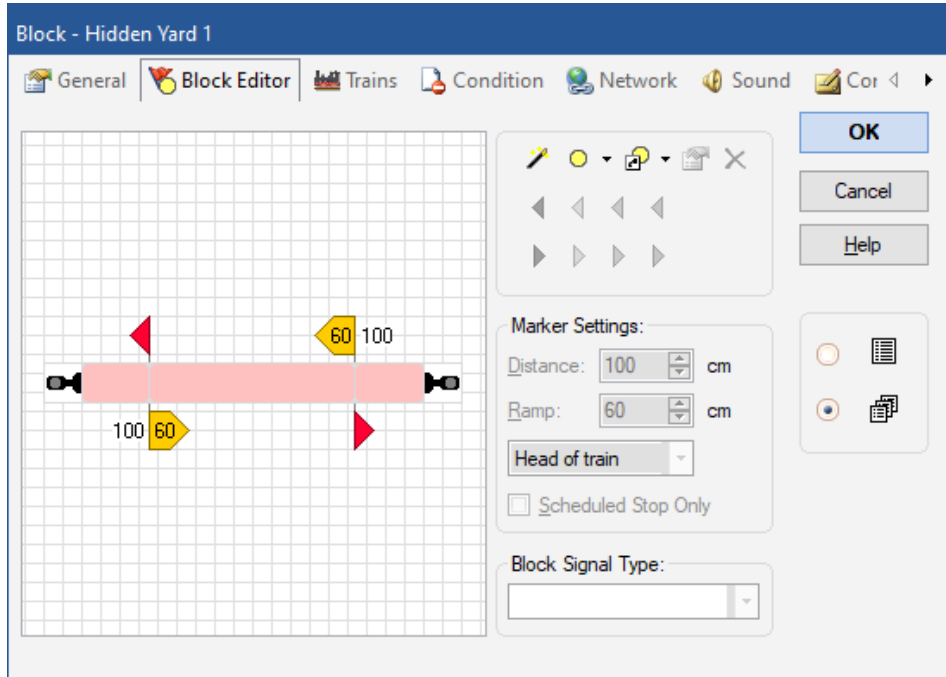 Block - Hidden Yard 1
General Block Editor Trains Condition Network Sound Cor
OK
Cancel
Help
60 100
100 60
Marker Settings:
Distance: 100 cm
Ramp: 60 cm
Head of train
Scheduled Stop Only
Block Signal Type: